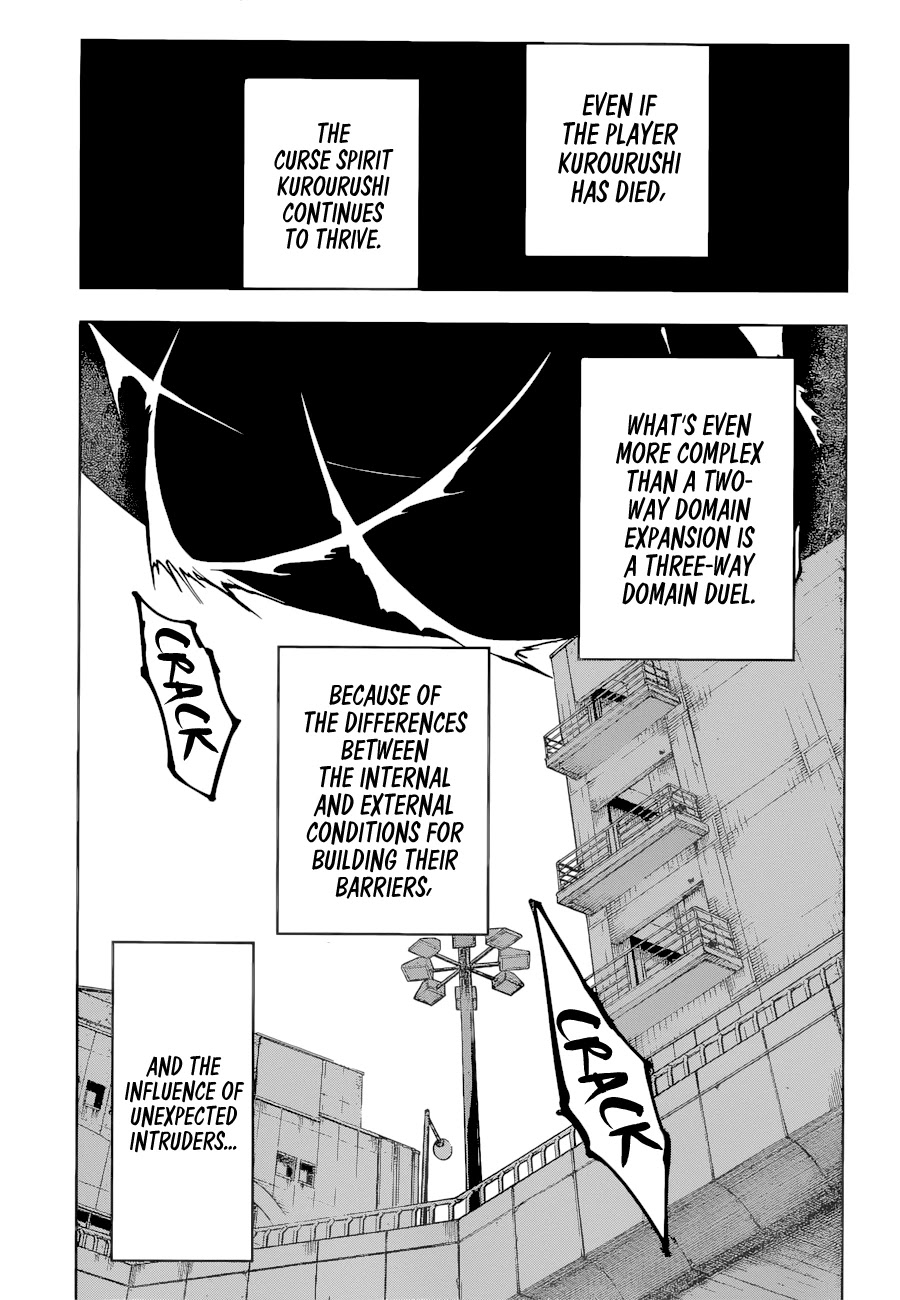 EVEN IF
THE PLAYER
KUROURUSHI
HAS DIED,
THE
CURSE SPIRIT
KUROURUSHI
CONTINUES
TO THRIVE.
WHAT'S EVEN
MORE COMPLEX
THAN A TWO-
WAY DOMAIN
EXPANSION IS
A THREE-WAY
DOMAIN DUEL.
CRACK
BECAUSE OF
THE DIFFERENCES
BETWEEN
THE INTERNAL
AND EXTERNAL
CONDITIONS FOR
BUILDING THEIR
BARRIERS,
CRACK
AND THE
INFLUENCE OF
UNEXPECTED
INTRUDERS...